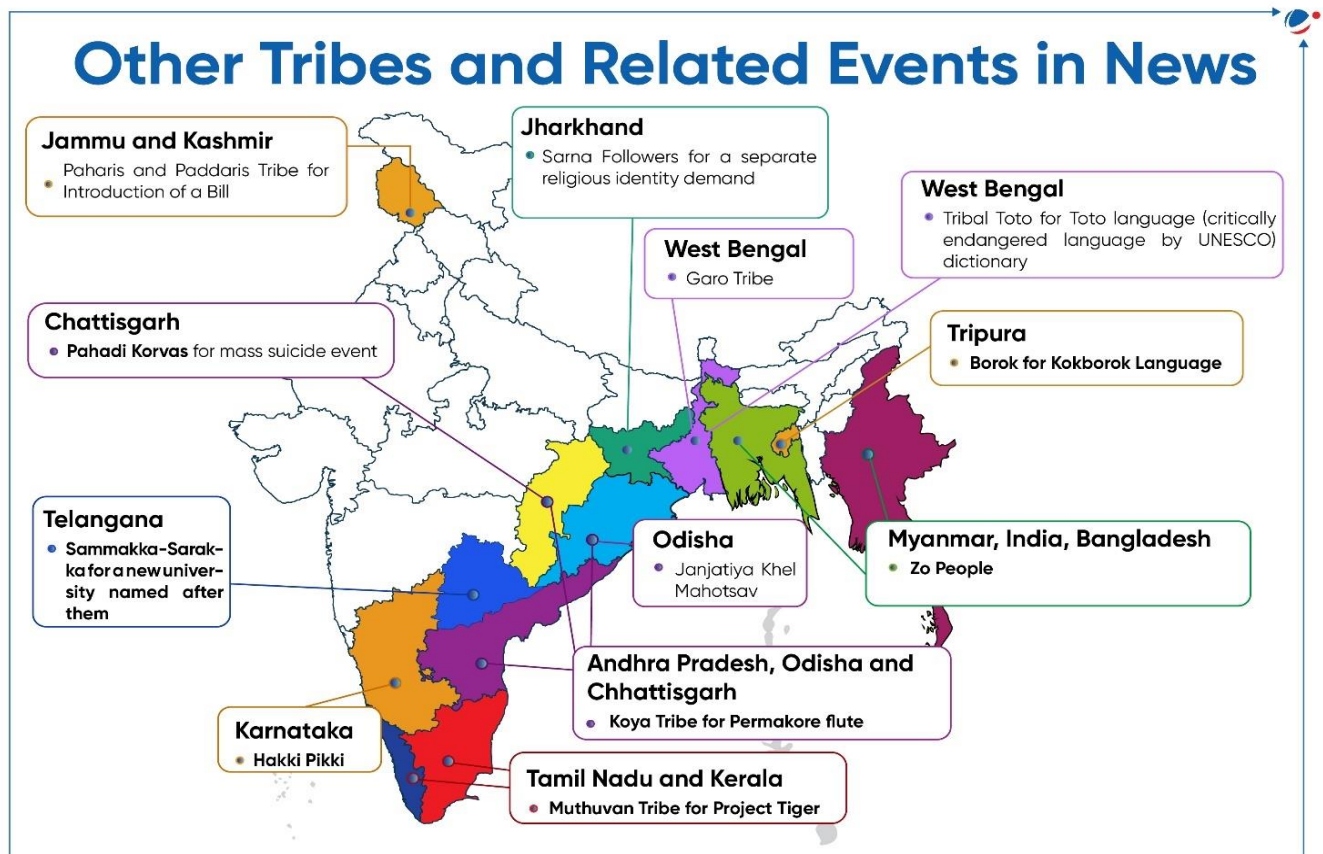 Other Tribes and Related Events in News
Jammu and Kashmir
Paharis and Paddaris Tribe for
Introduction of a Bill
Jharkhand
Sarna Followers for a separate
religious identity demand
West Bengal
Tribal Toto for Toto language (critically
endangered language by UNESCO)
dictionary
West Bengal
Garo Tribe
Chattisgarh
Pahadi Korvas for mass suicide event
Tripura
Borok for Kokborok Language
Telangana
Sammakka-Sarak-
ka for a new univer-
sity named after
them
Odisha
Janjatiya Khel
Mahotsav
Myanmar, India, Bangladesh
Zo People
Andhra Pradesh, Odisha and
Chhattisgarh
Koya Tribe for Permakore flute
Karnataka
Hakki Pikki
Tamil Nadu and Kerala
Muthuvan Tribe for Project Tiger